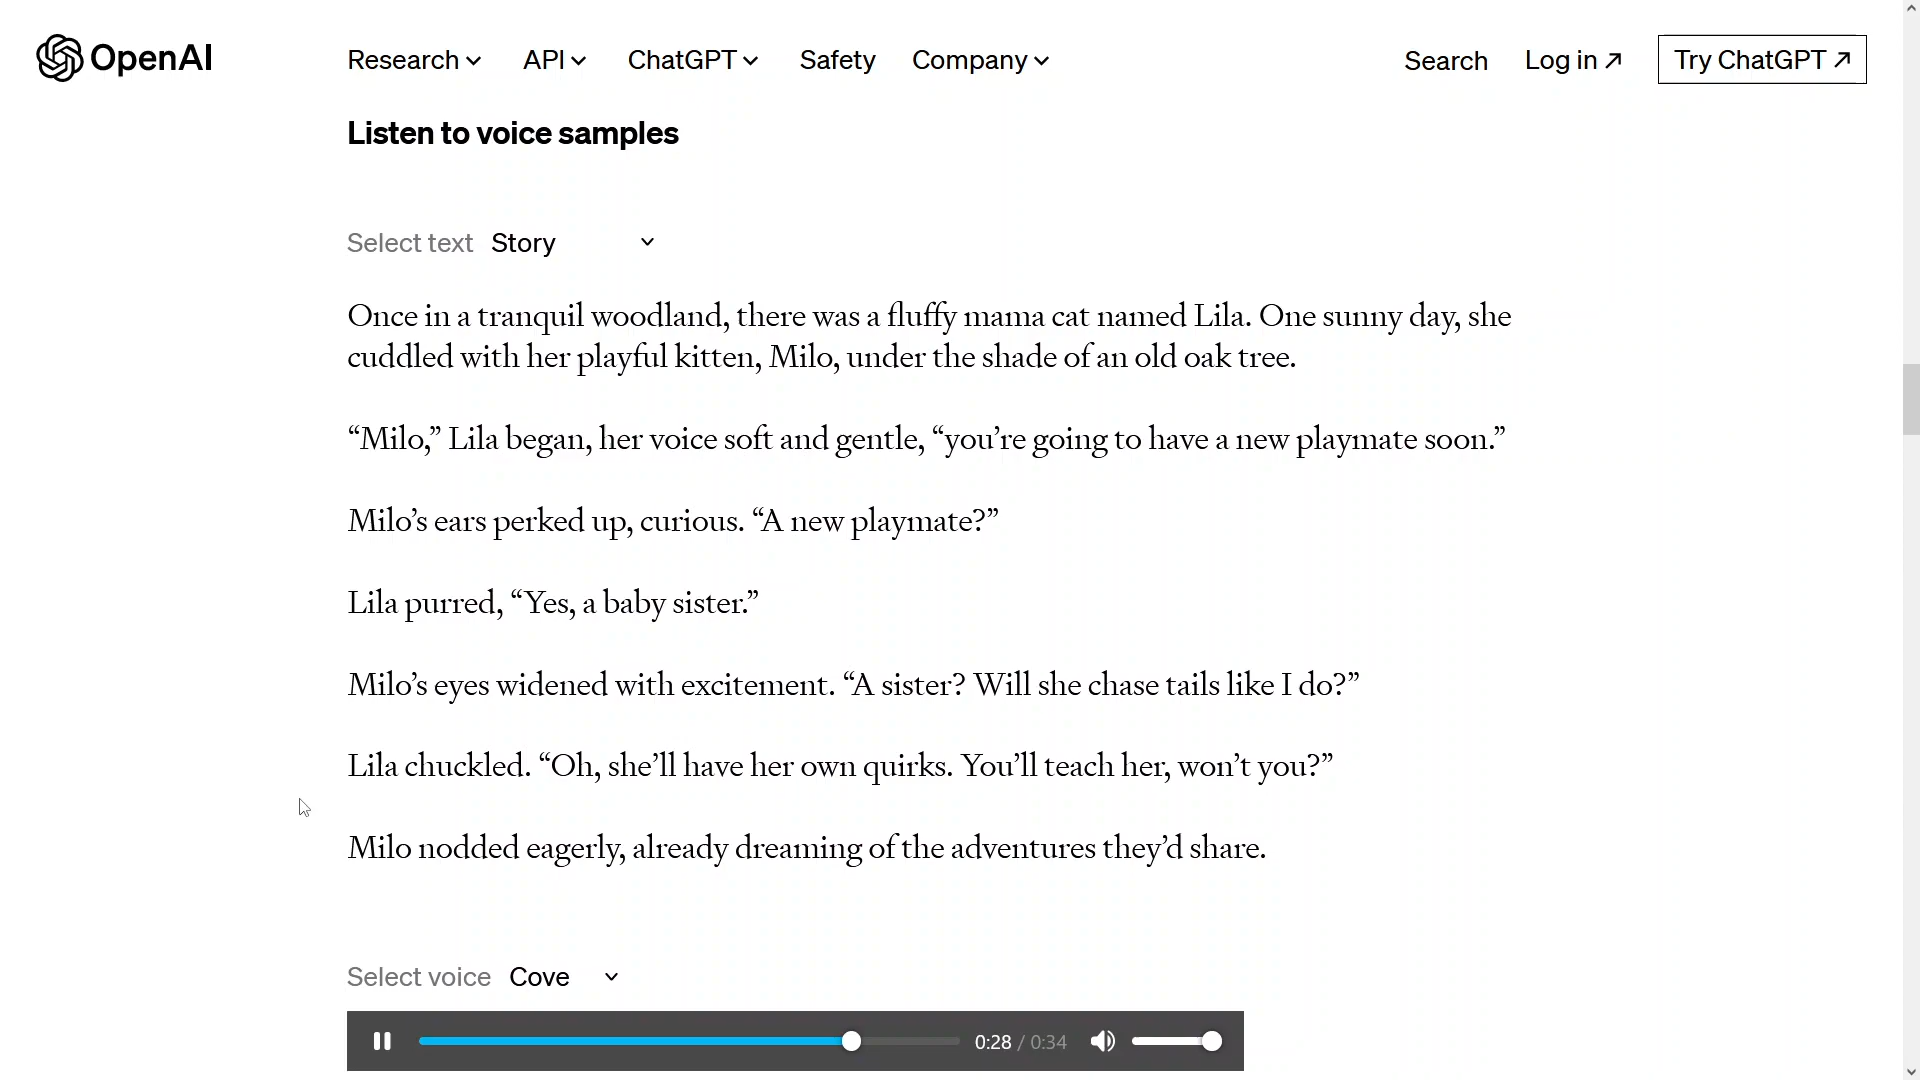 OpenAI
Research API ChatGPT Safety Company Search Log in Try ChatGPT
Listen to voice samples
Select text Story
Once in a tranquil woodland, there was a fluffy mama cat named Lila. One sunny day, she
cuddled with her playful kitten, Milo, under the shade of an old oak tree.
“Milo,” Lila began, her voice soft and gentle, “you’re going to have a new playmate soon.”
Milo’s ears perked up, curious. “A new playmate?”
Lila purred, “Yes, a baby sister.”
Milo’s eyes widened with excitement. “A sister? Will she chase tails like I do?”
Lila chuckled. “Oh, she’ll have her own quirks. You’ll teach her, won’t you?”
Milo nodded eagerly, already dreaming of the adventures they’d share.
Select voice Cove
0:28 / 0:34